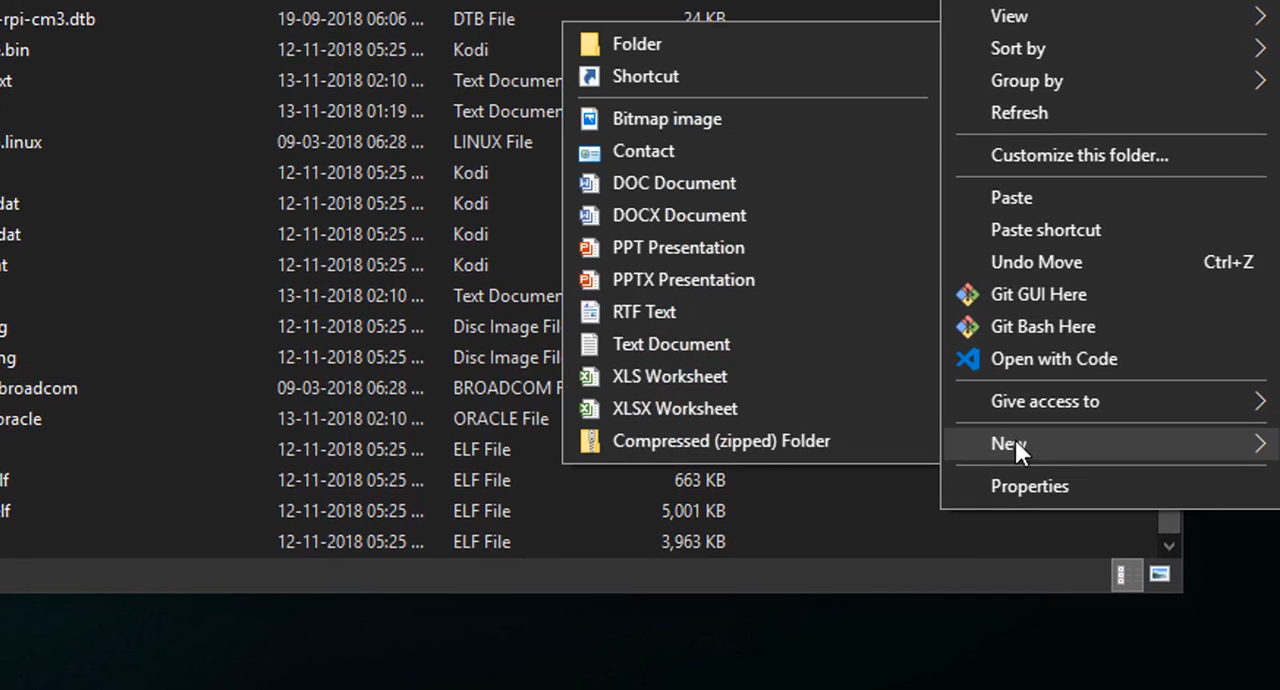 -rpi-cm3.dtb 19-09-2018 06:06 ... DTB File 24 KB
.bin 12-11-2018 05:25 ... Kodi
xt 13-11-2018 02:10 ... Text Documen
13-11-2018 01:19 ... Text Documen
.linux 09-03-2018 06:28 ... LINUX File
12-11-2018 05:25 ... Kodi
dat 12-11-2018 05:25 ... Kodi
dat 12-11-2018 05:25 ... Kodi
t 12-11-2018 05:25 ... Kodi
13-11-2018 02:10 ... Text Documen
g 12-11-2018 05:25 ... Disc Image Fil
ng 12-11-2018 05:25 ... Disc Image Fil
broadcom 09-03-2018 06:28 ... BROADCOM F
oracle 13-11-2018 02:10 ... ORACLE File
12-11-2018 05:25 ... ELF File
lf 12-11-2018 05:25 ... ELF File 663 KB
elf 12-11-2018 05:25 ... ELF File 5,001 KB
12-11-2018 05:25 ... ELF File 3,963 KB
Folder
Shortcut
Bitmap image
Contact
DOC Document
DOCX Document
PPT Presentation
PPTX Presentation
RTF Text
Text Document
XLS Worksheet
XLSX Worksheet
Compressed (zipped) Folder
View
Sort by
Group by
Refresh
Customize this folder...
Paste
Paste shortcut
Undo Move Ctrl+Z
Git GUI Here
Git Bash Here
Open with Code
Give access to
New
Properties